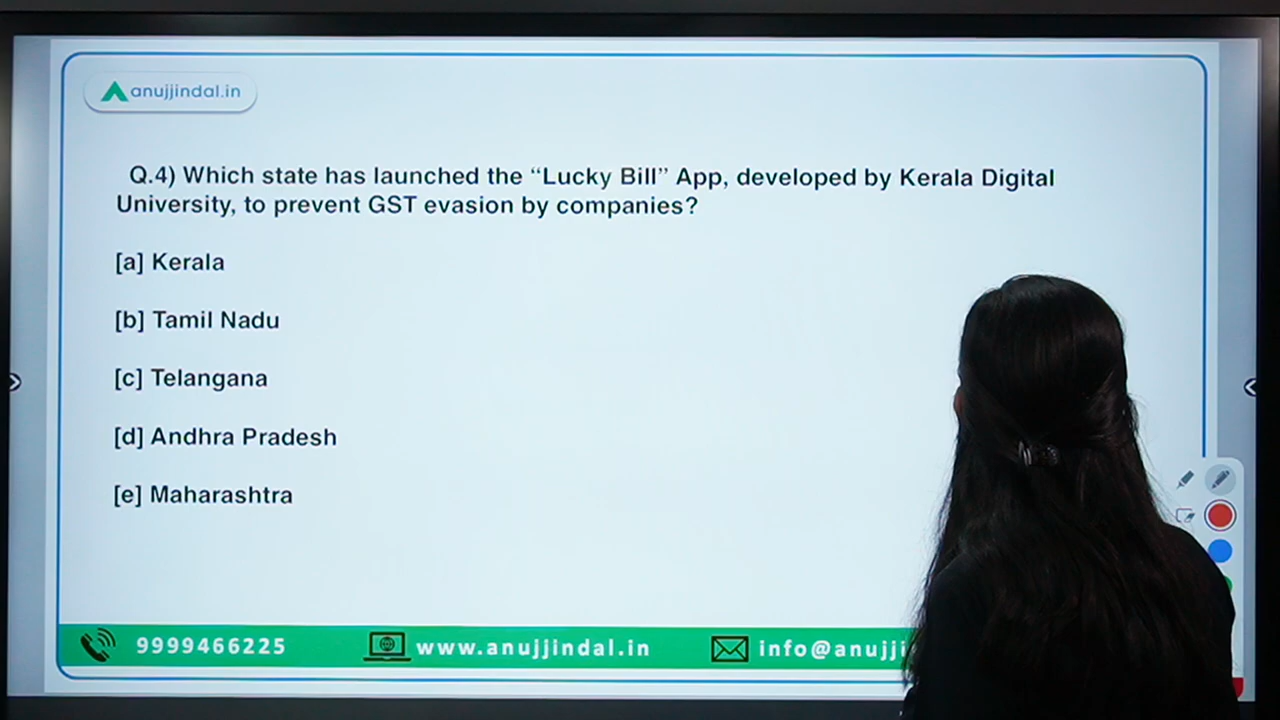 anujjindal.in
Q.4) Which state has launched the “Lucky Bill” App, developed by Kerala Digital
University, to prevent GST evasion by companies?
[a] Kerala
[b] Tamil Nadu
[c] Telangana
[d] Andhra Pradesh
[e] Maharashtra
9999466225 www.anujjindal.in info@anujji